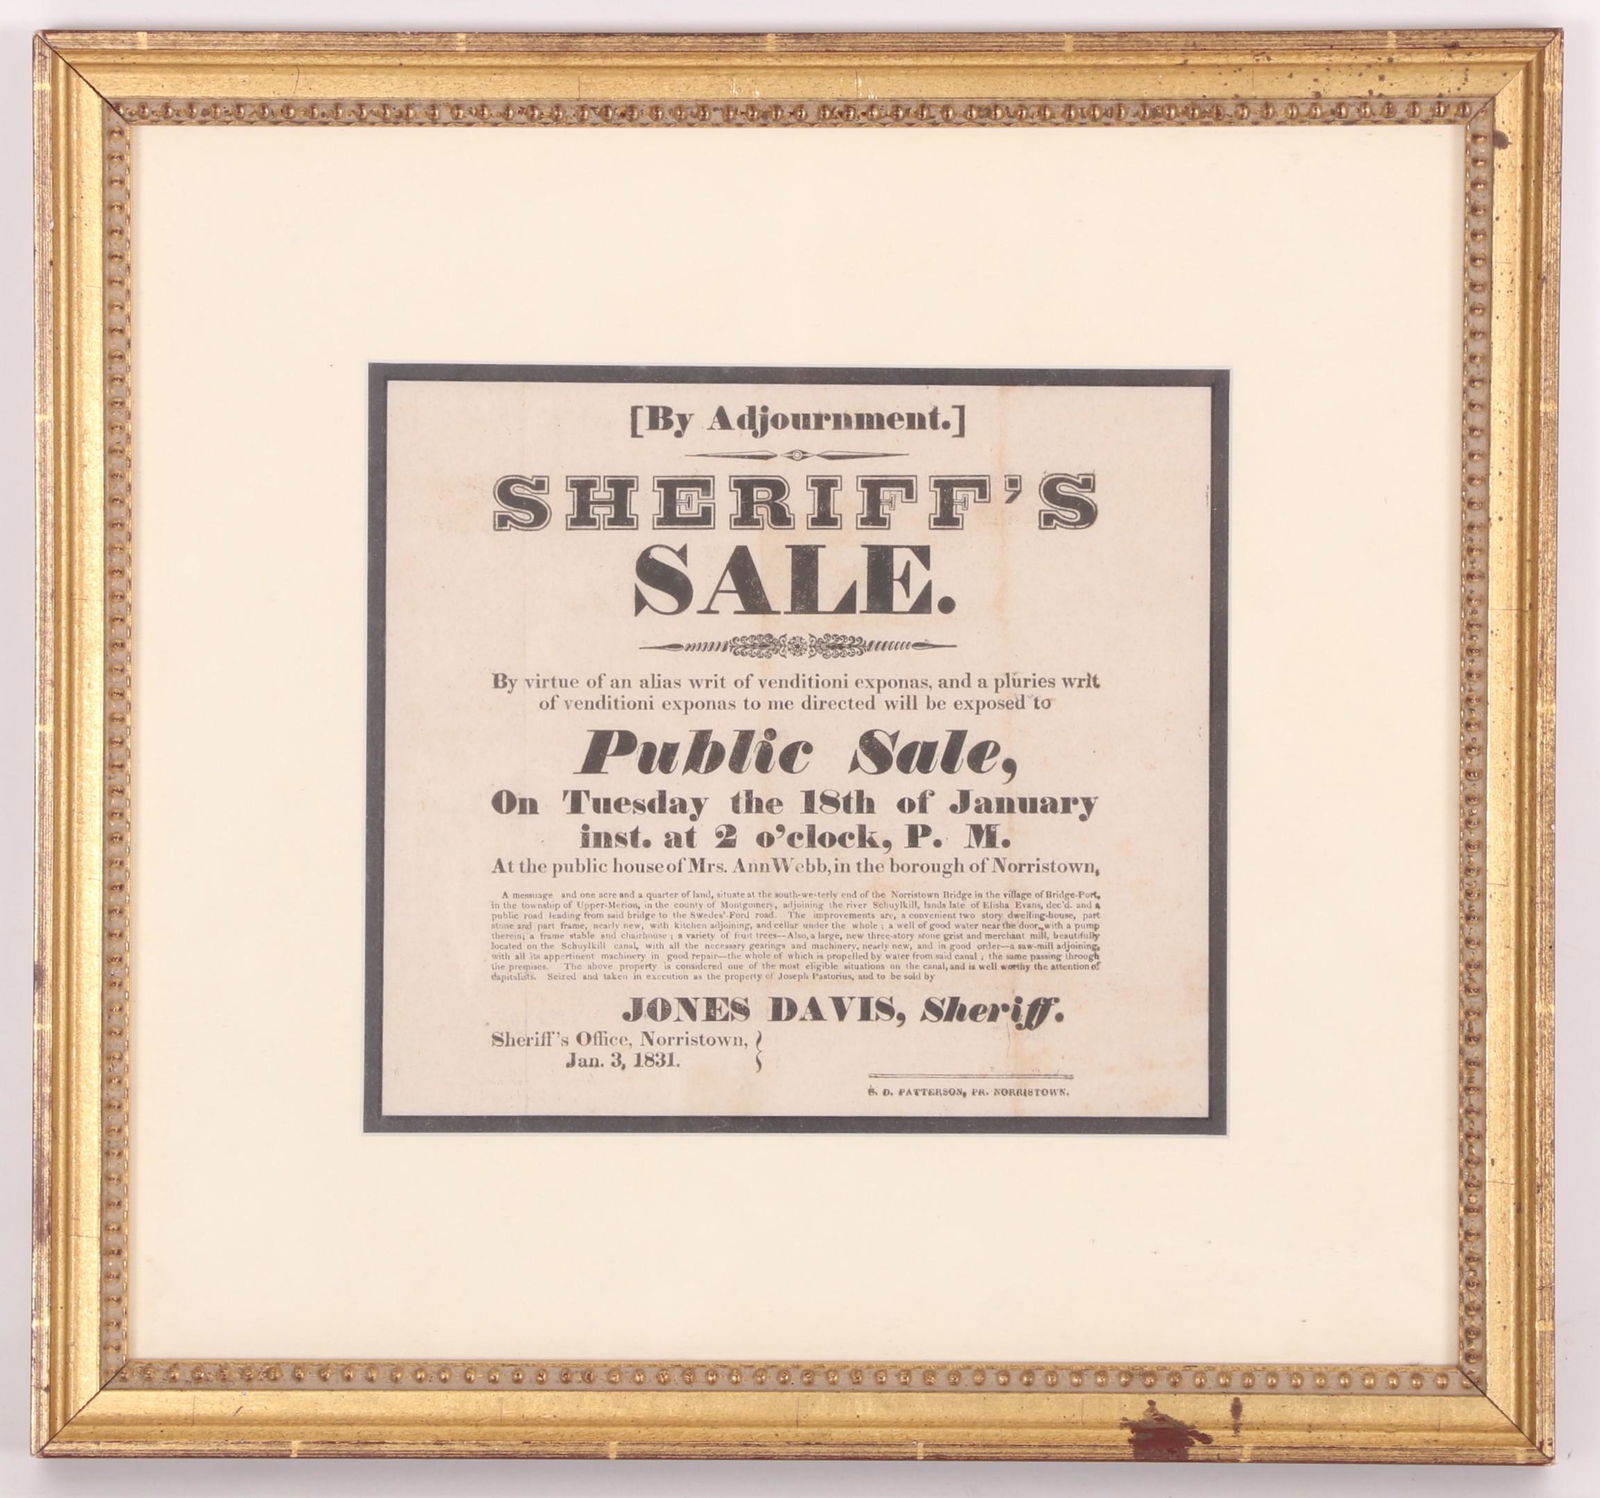 [By Adjournment.]
SHERIFF'S
SALE.
By virtue of an alias writ of venditioni exponas, and a pluries writ
of venditioni exponas to me directed will be exposed to
Public Sale,
On Tuesday the 18th of January
inst. at 2 o'clock, P. M.
At the public house of Mrs. Ann Webb, in the borough of Norristown,
A messuage and one acre and a quarter of land, situate at the south-we-terly end of the Norristown Bridge in the village of Bridge-Port,
in the township of Upper-Merion, in the county of Montgomery, adjoining the river Schuylkill, lands late of Elisha Evans, dec'd. and a
public road leading from said bridge to the Swedes'-Ford road. The improvements are, a convenient two story dwelling-house, part
stone and part frame, nearly new, with kitchen adjoining, and cellar under the whole ; a well of good water near the door, with a pump
therein; a frame stable and chairhouse ; a variety of fruit trees—Also, a large, new three-story stone grist and merchant mill, beautifully
located on the Schuylkill canal, with all the necessary gearings and machinery, nearly new, and in good order—a saw-mill adjoining,
with all its appertinent machinery in good repair—the whole of which is propelled by water from said canal ; the same passing through
the premises. The above property is considered one of the most eligible situations on the canal, and is well worthy the attention of
capitalists. Seized and taken in execution as the property of Joseph Pastorius, and to be sold by
JONES DAVIS, Sheriff.
Sheriff's Office, Norristown,
Jan. 3, 1831.
D. PATTERSON, PR. NORRISTOWN.